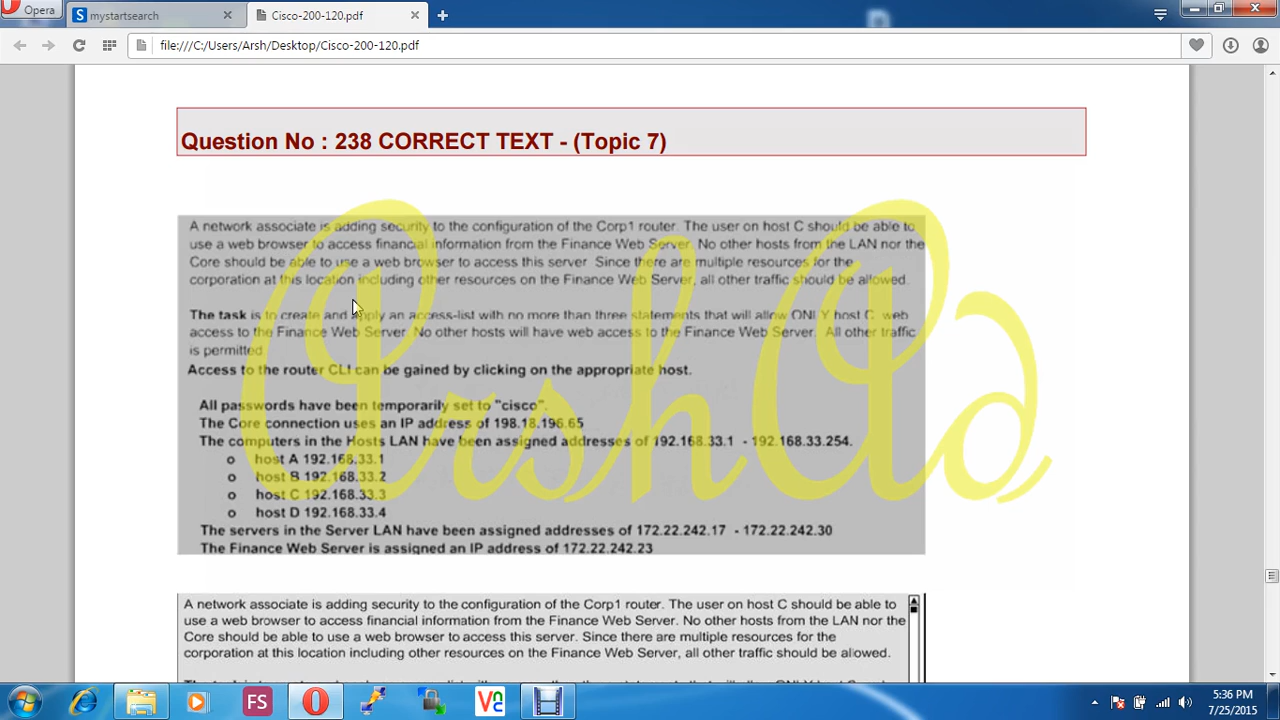 Opera
mystartsearch
Cisco-200-120.pdf
file:///C:/Users/Arsh/Desktop/Cisco-200-120.pdf
Question No : 238 CORRECT TEXT - (Topic 7)
A network associate is adding security to the configuration of the Corp1 router. The user on host C should be able to
use a web browser to access financial information from the Finance Web Server. No other hosts from the LAN nor the
Core should be able to use a web browser to access this server. Since there are multiple resources for the
corporation at this location including other resources on the Finance Web Server, all other traffic should be allowed.
The task is to create and apply an access-list with no more than three statements that will allow ONLY host C web
access to the Finance Web Server. No other hosts will have web access to the Finance Web Server. All other traffic
is permitted
Access to the router CLI can be gained by clicking on the appropriate host.
All passwords have been temporarily set to "cisco".
The Core connection uses an IP address of 198.18.196.65
The computers in the Hosts LAN have been assigned addresses of 192.168.33.1 - 192.168.33.254.
o host A 192.168.33.1
o host B 192.168.33.2
o host C 192.168.33.3
o host D 192.168.33.4
The servers in the Server LAN have been assigned addresses of 172.22.242.17 - 172.22.242.30
The Finance Web Server is assigned an IP address of 172.22.242.23
ArshAd
A network associate is adding security to the configuration of the Corp1 router. The user on host C should be able to
use a web browser to access financial information from the Finance Web Server. No other hosts from the LAN nor the
Core should be able to use a web browser to access this server. Since there are multiple resources for the
corporation at this location including other resources on the Finance Web Server, all other traffic should be allowed.
FS
VNC
5:36 PM
7/25/2015